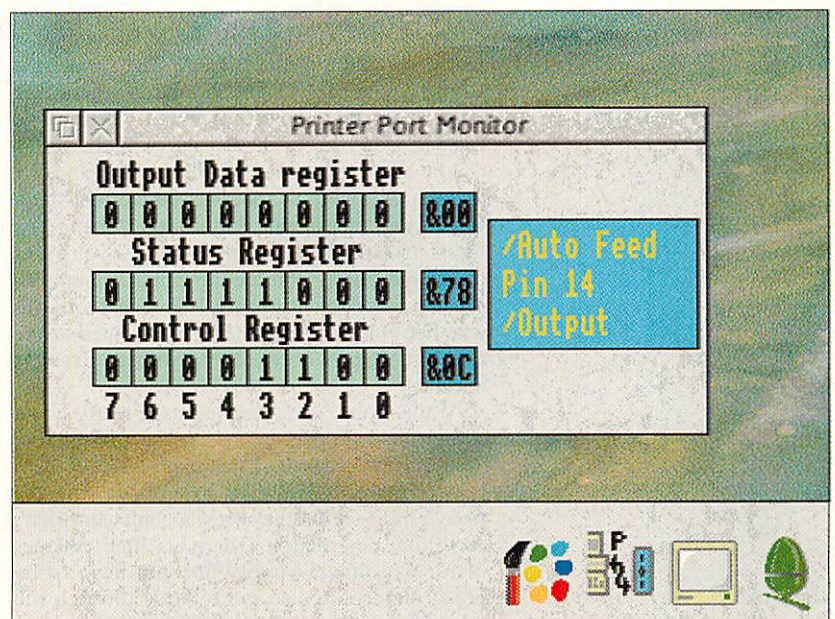 Printer Port Monitor
Output Data register
0 0 0 0 0 0 0 0 &00
Status Register
0 1 1 1 1 0 0 0 &78
Control Register
0 0 0 0 1 1 0 0 &0C
7 6 5 4 3 2 1 0
/Auto Feed
Pin 14
/Output